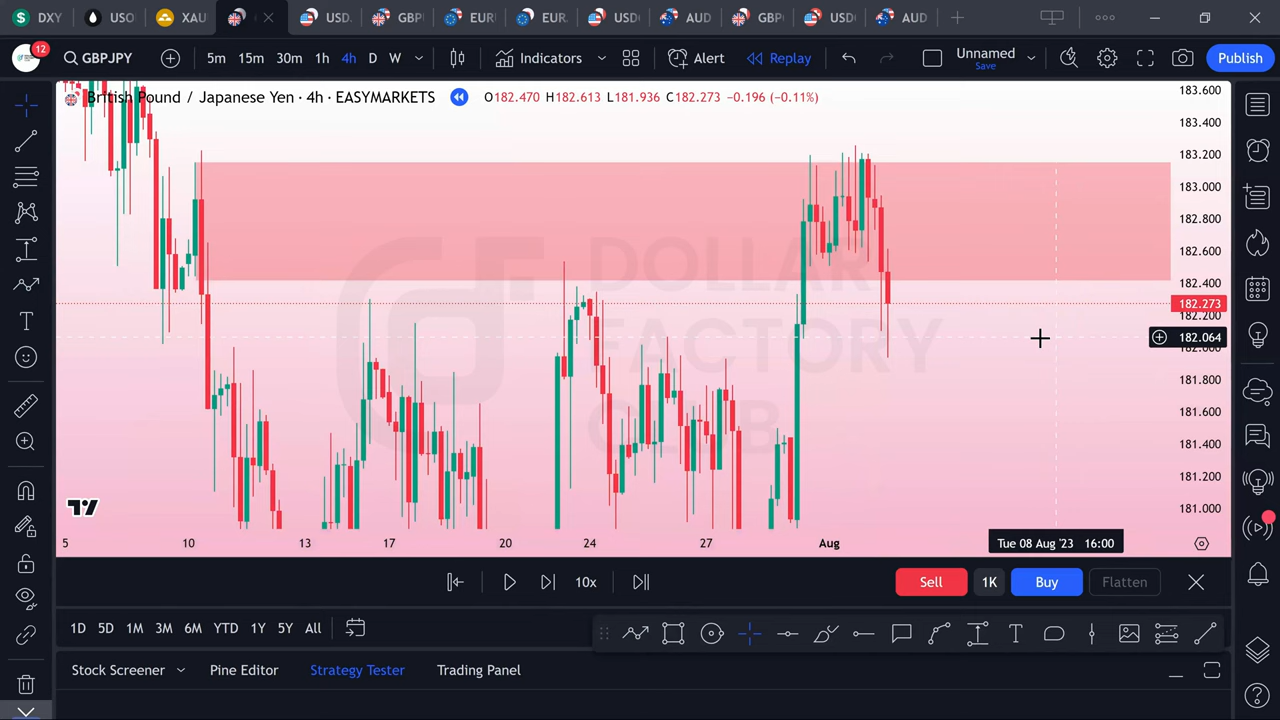 DXY USO XAU USD. GBP EUR EUR. USD AUD GBP USD AUD
12 GBPJPY 5m 15m 30m 1h 4h D W Indicators Alert Replay Unnamed Save Publish
British Pound / Japanese Yen · 4h · EASYMARKETS O182.470 H182.613 L181.936 C182.273 −0.196 (−0.11%)
183.600
183.400
183.200
183.000
182.800
182.600
182.400
182.273
182.200
182.064
182.000
181.800
181.600
181.400
181.200
181.000
DOLLAR
FACTORY
CLUB
5 10 13 17 20 24 27 Aug Tue 08 Aug '23 16:00
10x Sell 1K Buy Flatten
1D 5D 1M 3M 6M YTD 1Y 5Y All
Stock Screener Pine Editor Strategy Tester Trading Panel